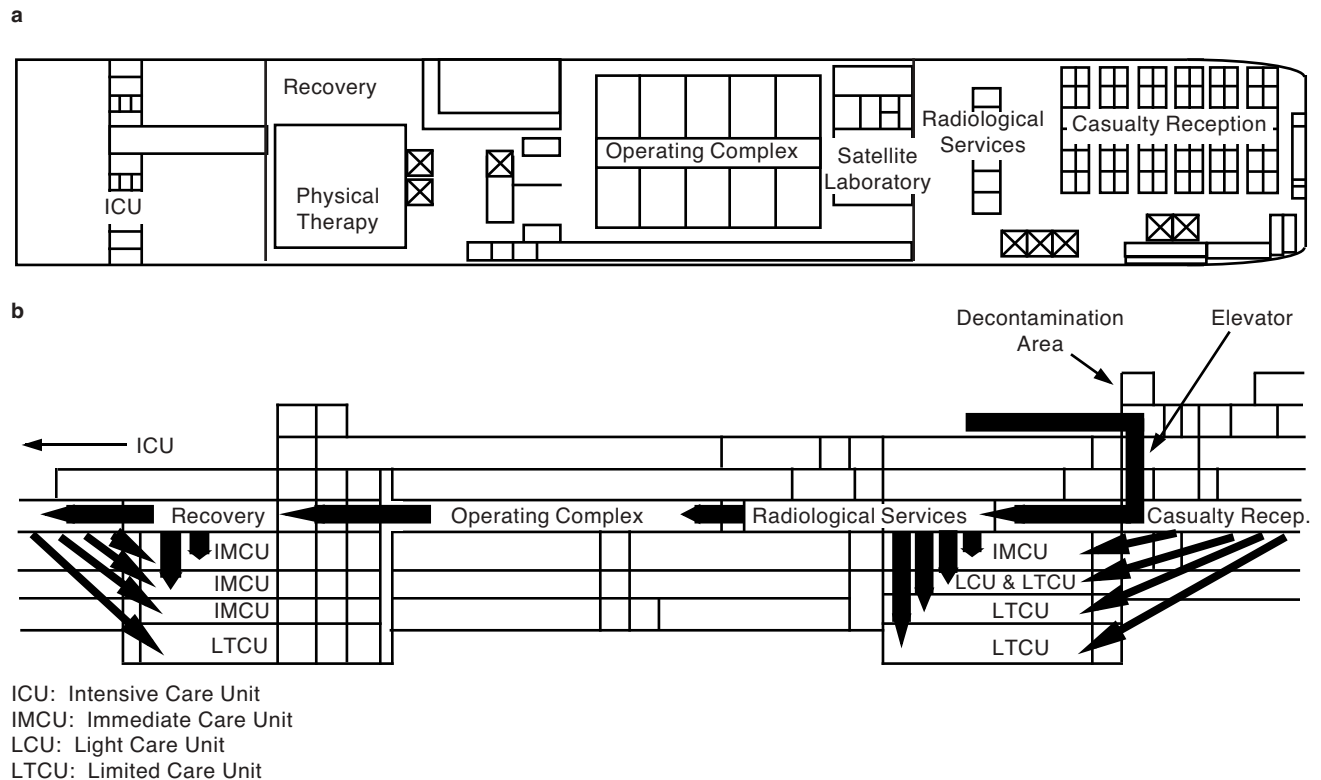 a
Recovery
Physical
Therapy
ICU
Operating Complex
Satellite
Laboratory
Radiological
Services
Casualty Reception
b
Decontamination
Area
Elevator
ICU
Recovery
Operating Complex
Radiological Services
Casualty Recep.
IMCU
IMCU
IMCU
LTCU
IMCU
LCU & LTCU
LTCU
LTCU
ICU: Intensive Care Unit
IMCU: Immediate Care Unit
LCU: Light Care Unit
LTCU: Limited Care Unit